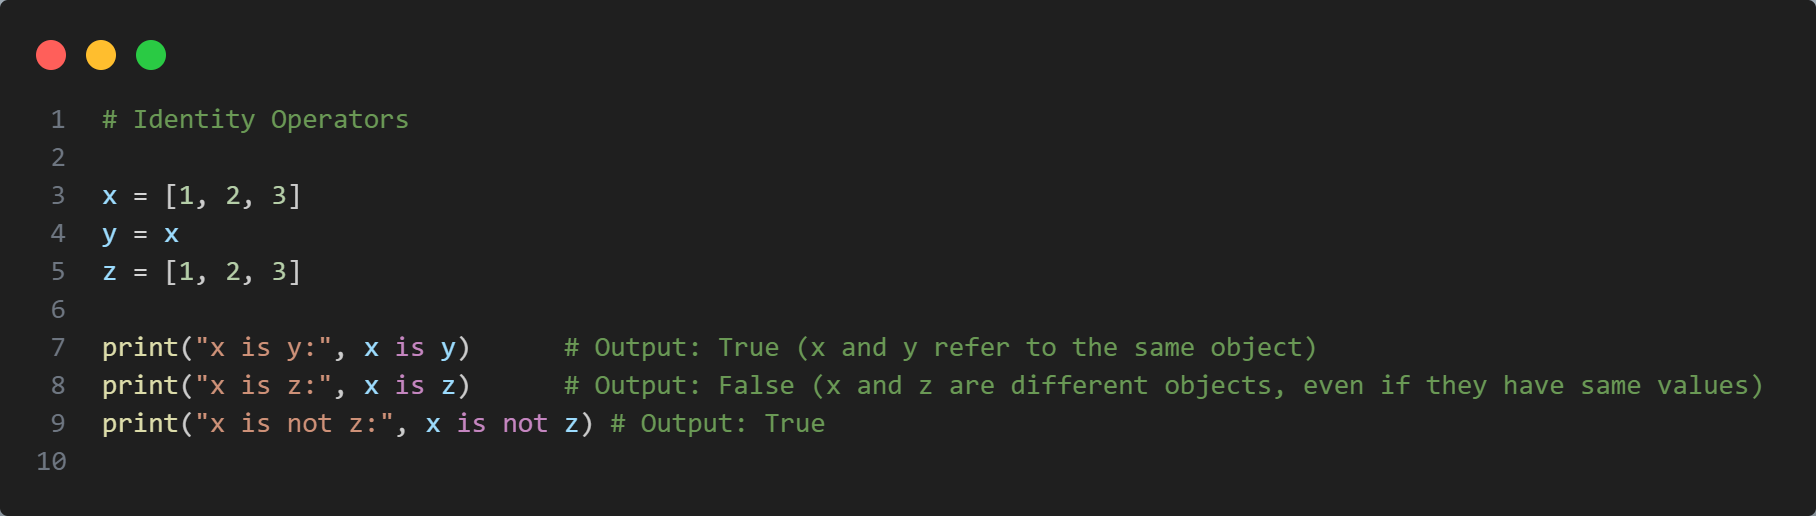 1 # Identity Operators
2
3 x = [1, 2, 3]
4 y = x
5 z = [1, 2, 3]
6
7 print("x is y:", x is y)      # Output: True (x and y refer to the same object)
8 print("x is z:", x is z)      # Output: False (x and z are different objects, even if they have same values)
9 print("x is not z:", x is not z) # Output: True
10